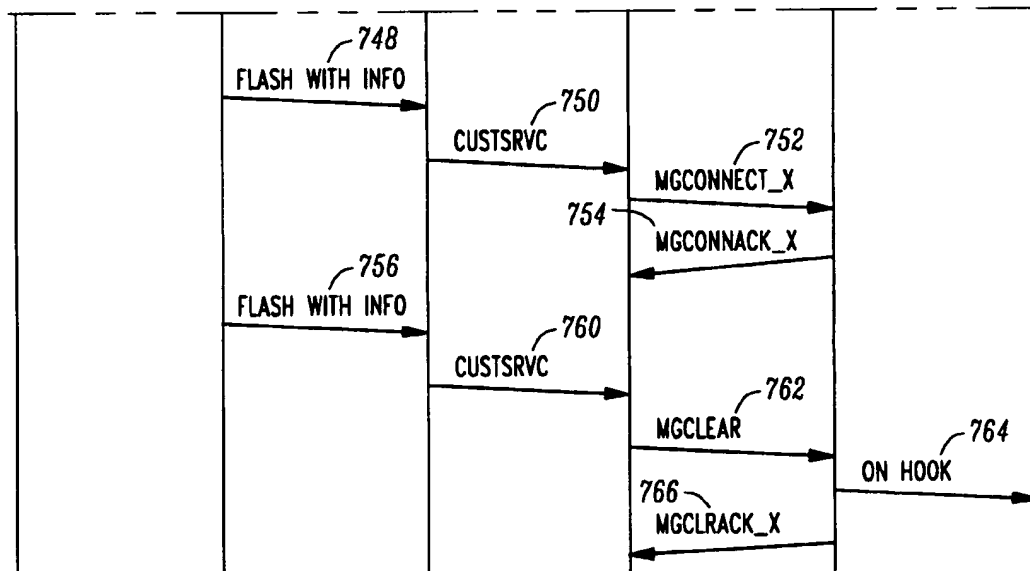 748
FLASH WITH INFO
750
CUSTSRVC
752
MGCONNECT_X
754
MGCONNACK_X
756
FLASH WITH INFO
760
CUSTSRVC
762
MGCLEAR
764
ON HOOK
766
MGCLRACK_X